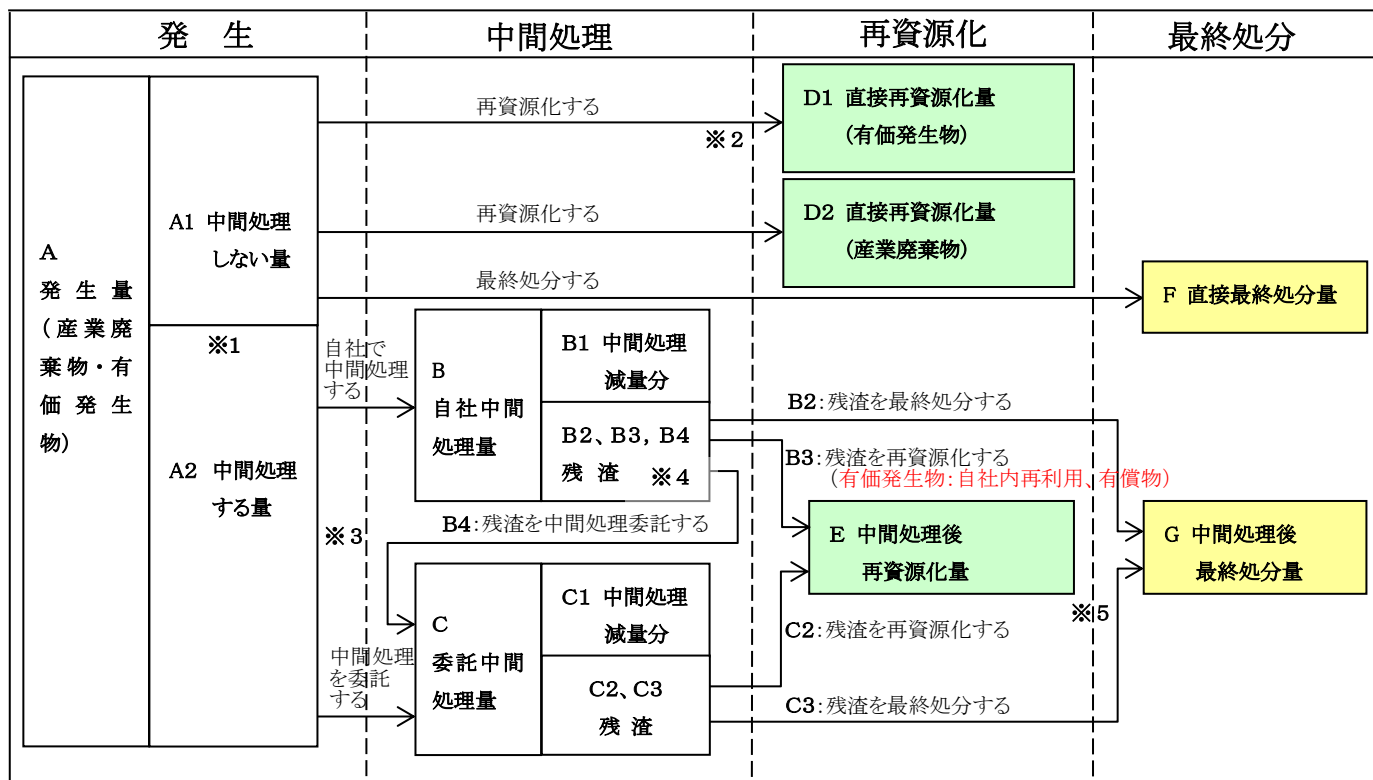 発　生
中間処理
再資源化
最終処分
A
発生量
(産業廃
棄物・有
価発生
物)
A1 中間処理
しない量
※1
A2 中間処理
する量
再資源化する
※2
再資源化する
最終処分する
自社で
中間処理
する
※3
中間処理
を委託
する
B
自社中間
処理量
B1 中間処理
減量分
B2、B3, B4
残 渣　※4
B4:残渣を中間処理委託する
C
委託中間
処理量
C1 中間処理
減量分
C2、C3
残 渣
D1 直接再資源化量
(有価発生物)
D2 直接再資源化量
(産業廃棄物)
B2:残渣を最終処分する
B3:残渣を再資源化する
(有価発生物:自社内再利用、有償物)
E 中間処理後
再資源化量
※5
C2:残渣を再資源化する
C3:残渣を最終処分する
F 直接最終処分量
G 中間処理後
最終処分量